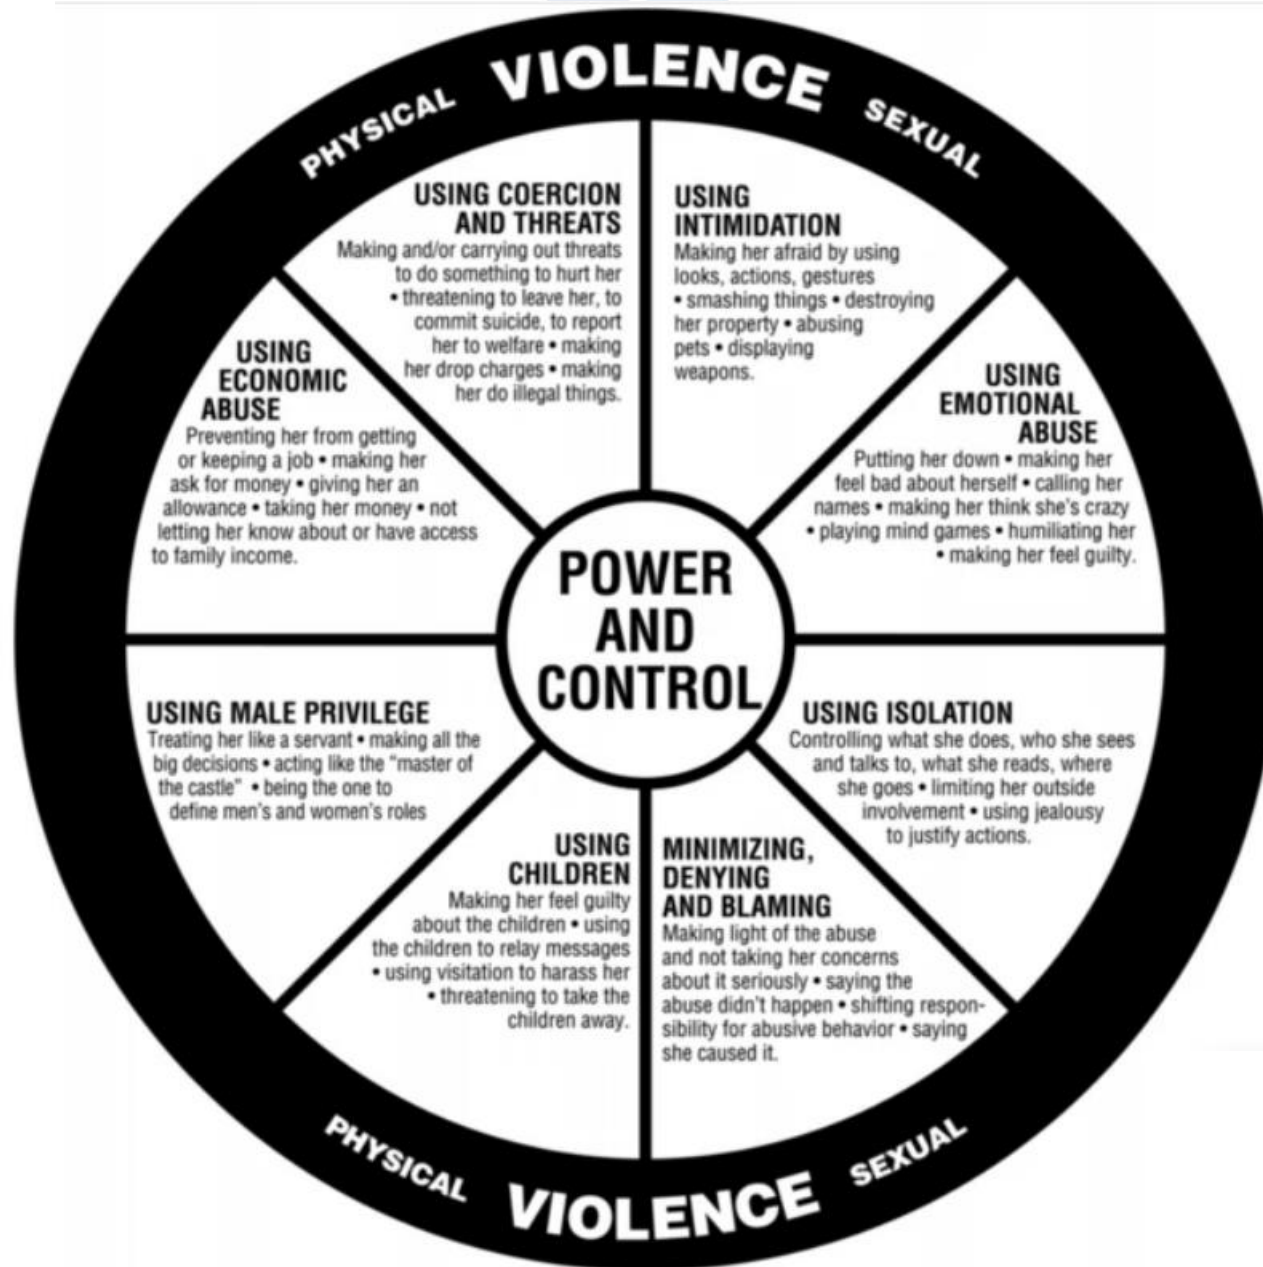 PHYSICAL VIOLENCE SEXUAL
USING COERCION
AND THREATS
Making and/or carrying out threats
to do something to hurt her
• threatening to leave her, to
commit suicide, to report
her to welfare • making
her drop charges • making
her do illegal things.
USING
INTIMIDATION
Making her afraid by using
looks, actions, gestures
• smashing things • destroying
her property • abusing
pets • displaying
weapons.
USING
EMOTIONAL
ABUSE
Putting her down • making her
feel bad about herself • calling her
names • making her think she's crazy
• playing mind games • humiliating her
• making her feel guilty.
USING ISOLATION
Controlling what she does, who she sees
and talks to, what she reads, where
she goes • limiting her outside
involvement • using jealousy
to justify actions.
MINIMIZING,
DENYING
AND BLAMING
Making light of the abuse
and not taking her concerns
about it seriously • saying the
abuse didn't happen • shifting respon-
sibility for abusive behavior • saying
she caused it.
USING
CHILDREN
Making her feel guilty
about the children • using
the children to relay messages
• using visitation to harass her
• threatening to take the
children away.
USING MALE PRIVILEGE
Treating her like a servant • making all the
big decisions • acting like the "master of
the castle" • being the one to
define men's and women's roles
USING
ECONOMIC
ABUSE
Preventing her from getting
or keeping a job • making her
ask for money • giving her an
allowance • taking her money • not
letting her know about or have access
to family income.
POWER
AND
CONTROL
PHYSICAL VIOLENCE SEXUAL